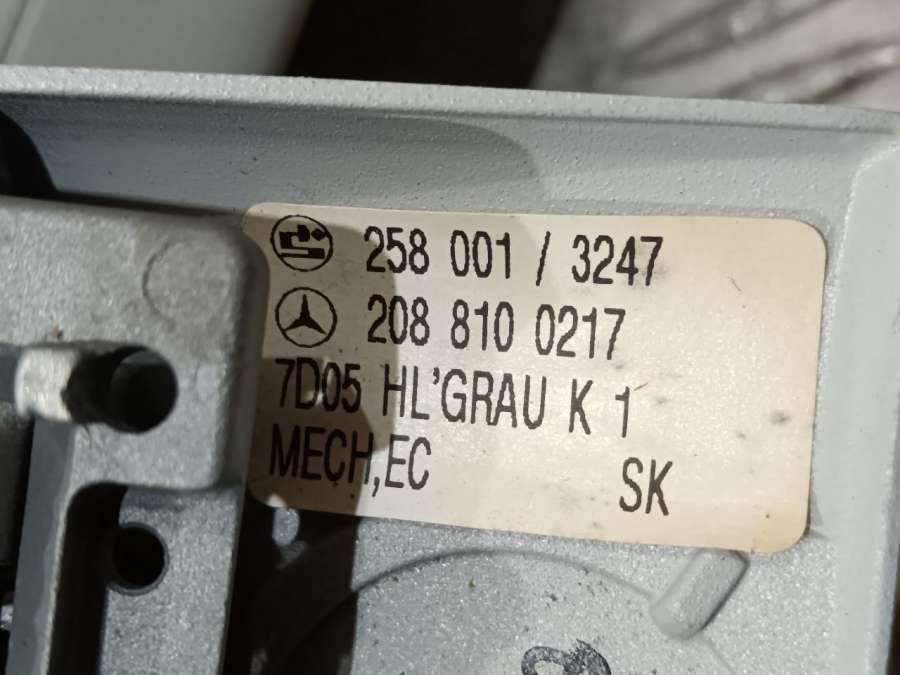 258 001 / 3247
208 810 0217
7D05 HL'GRAU K 1
MECH,EC SK